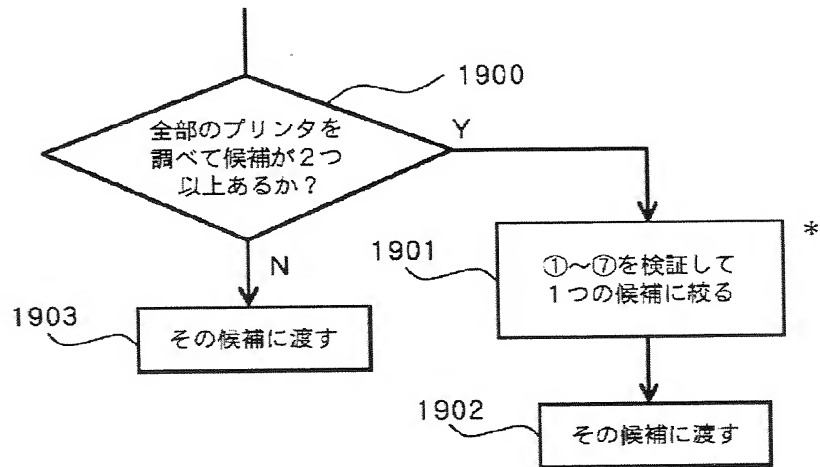 1900
全部のプリンタを
調べて候補が2つ
以上あるか?
Y
N
1901
*
①~⑦を検証して
1つの候補に絞る
1903
その候補に渡す
1902
その候補に渡す